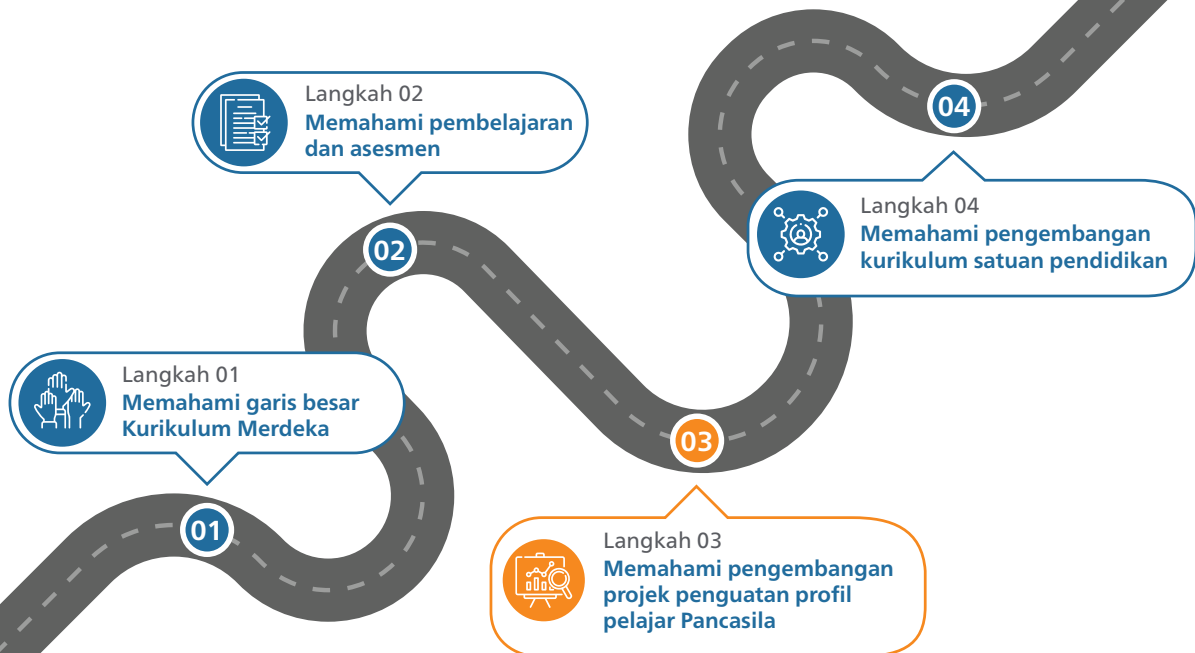 Langkah 01
Memahami garis besar
Kurikulum Merdeka
01
Langkah 02
Memahami pembelajaran
dan asesmen
02
Langkah 03
Memahami pengembangan
projek penguatan profil
pelajar Pancasila
03
Langkah 04
Memahami pengembangan
kurikulum satuan pendidikan
04